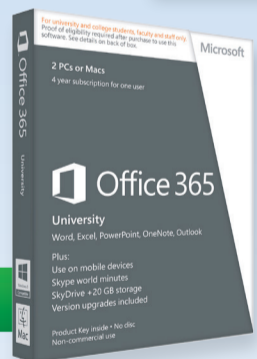 For university and college students, faculty and staff only.
Proof of eligibility required after purchase to use this
software. See details on back of box.
Microsoft
2 PCs or Macs
4 year subscription for one user
Office 365
University
Word, Excel, PowerPoint, OneNote, Outlook
Plus:
Use on mobile devices
Skype world minutes
SkyDrive +20 GB storage
Version upgrades included
Product Key inside • No disc
Non-commercial use
Office 365
University
Mac